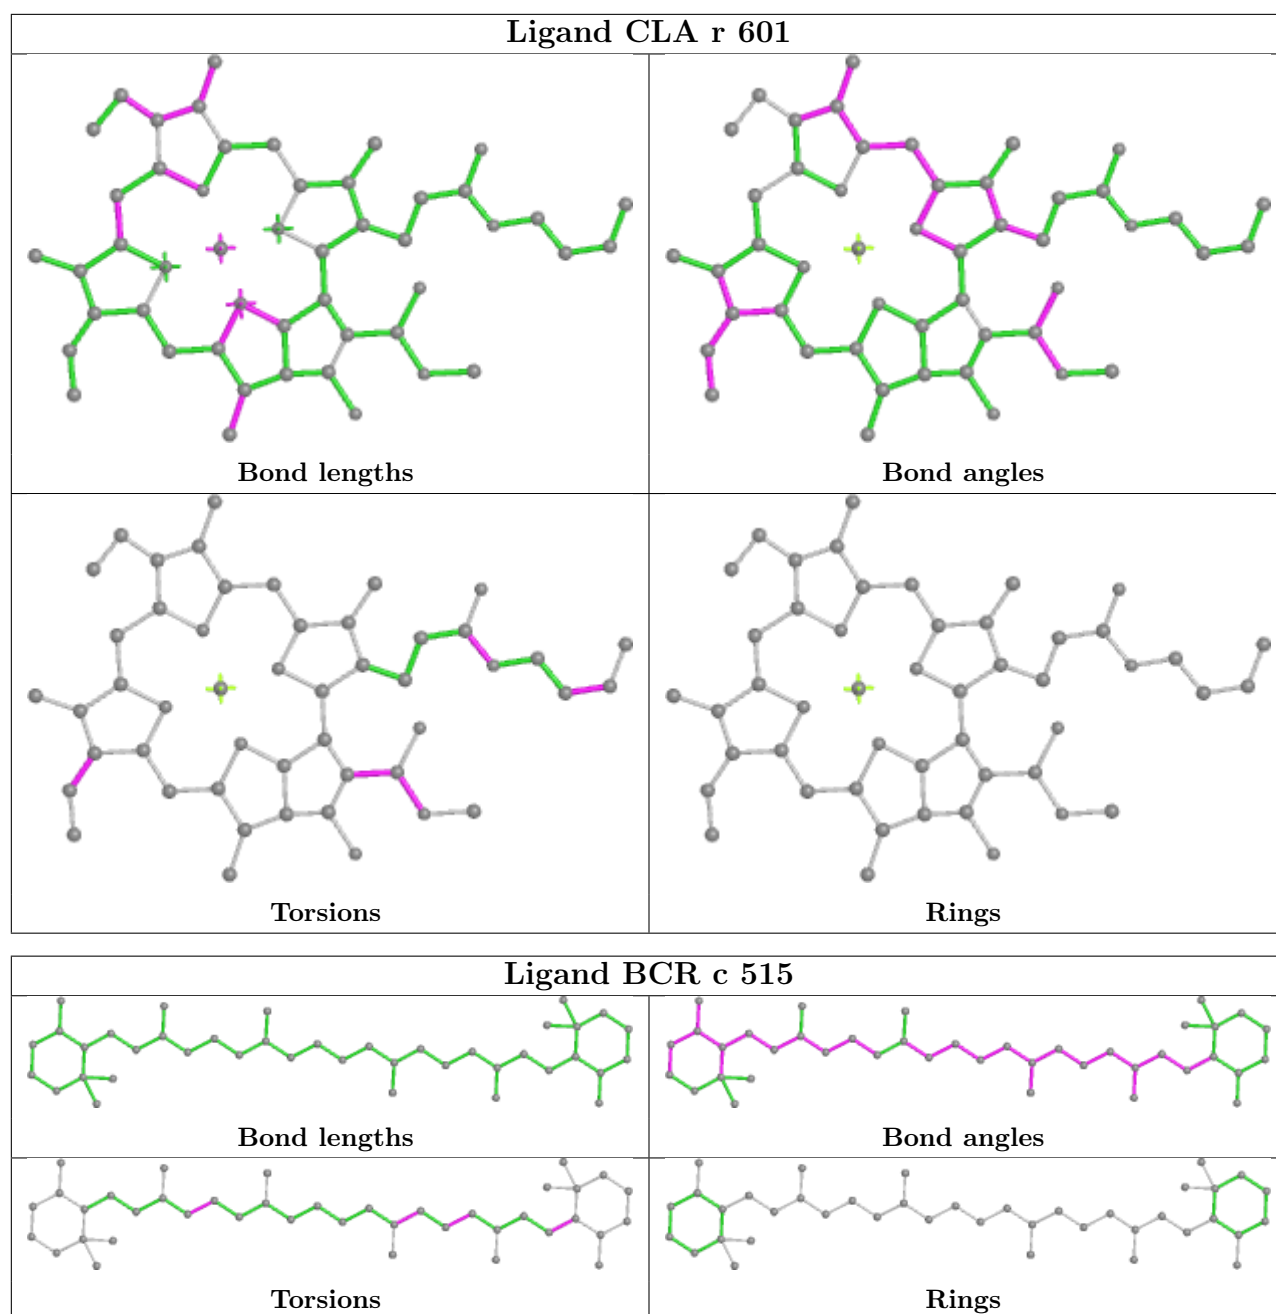 Ligand CLA r 601
Bond lengths
Bond angles
Torsions
Rings
Ligand BCR c 515
Bond lengths
Bond angles
Torsions
Rings